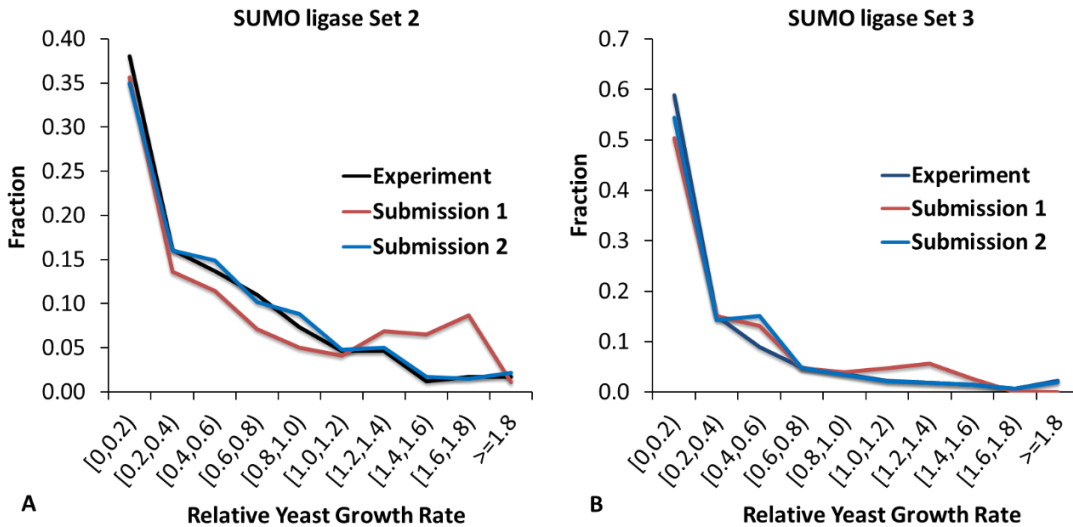 SUMO ligase Set 2
0.40
0.35
0.30
0.25
0.20
0.15
0.10
0.05
0.00
Fraction
Experiment
Submission 1
Submission 2
[0,0.2)
[0.2,0.4)
[0.4,0.6)
[0.6,0.8)
[0.8,1.0)
[1.0,1.2)
[1.2,1.4)
[1.4,1.6)
[1.6,1.8)
>=1.8
A
Relative Yeast Growth Rate
SUMO ligase Set 3
0.7
0.6
0.5
0.4
0.3
0.2
0.1
0.0
Fraction
Experiment
Submission 1
Submission 2
[0,0.2)
[0.2,0.4)
[0.4,0.6)
[0.6,0.8)
[0.8,1.0)
[1.0,1.2)
[1.2,1.4)
[1.4,1.6)
[1.6,1.8)
>=1.8
B
Relative Yeast Growth Rate